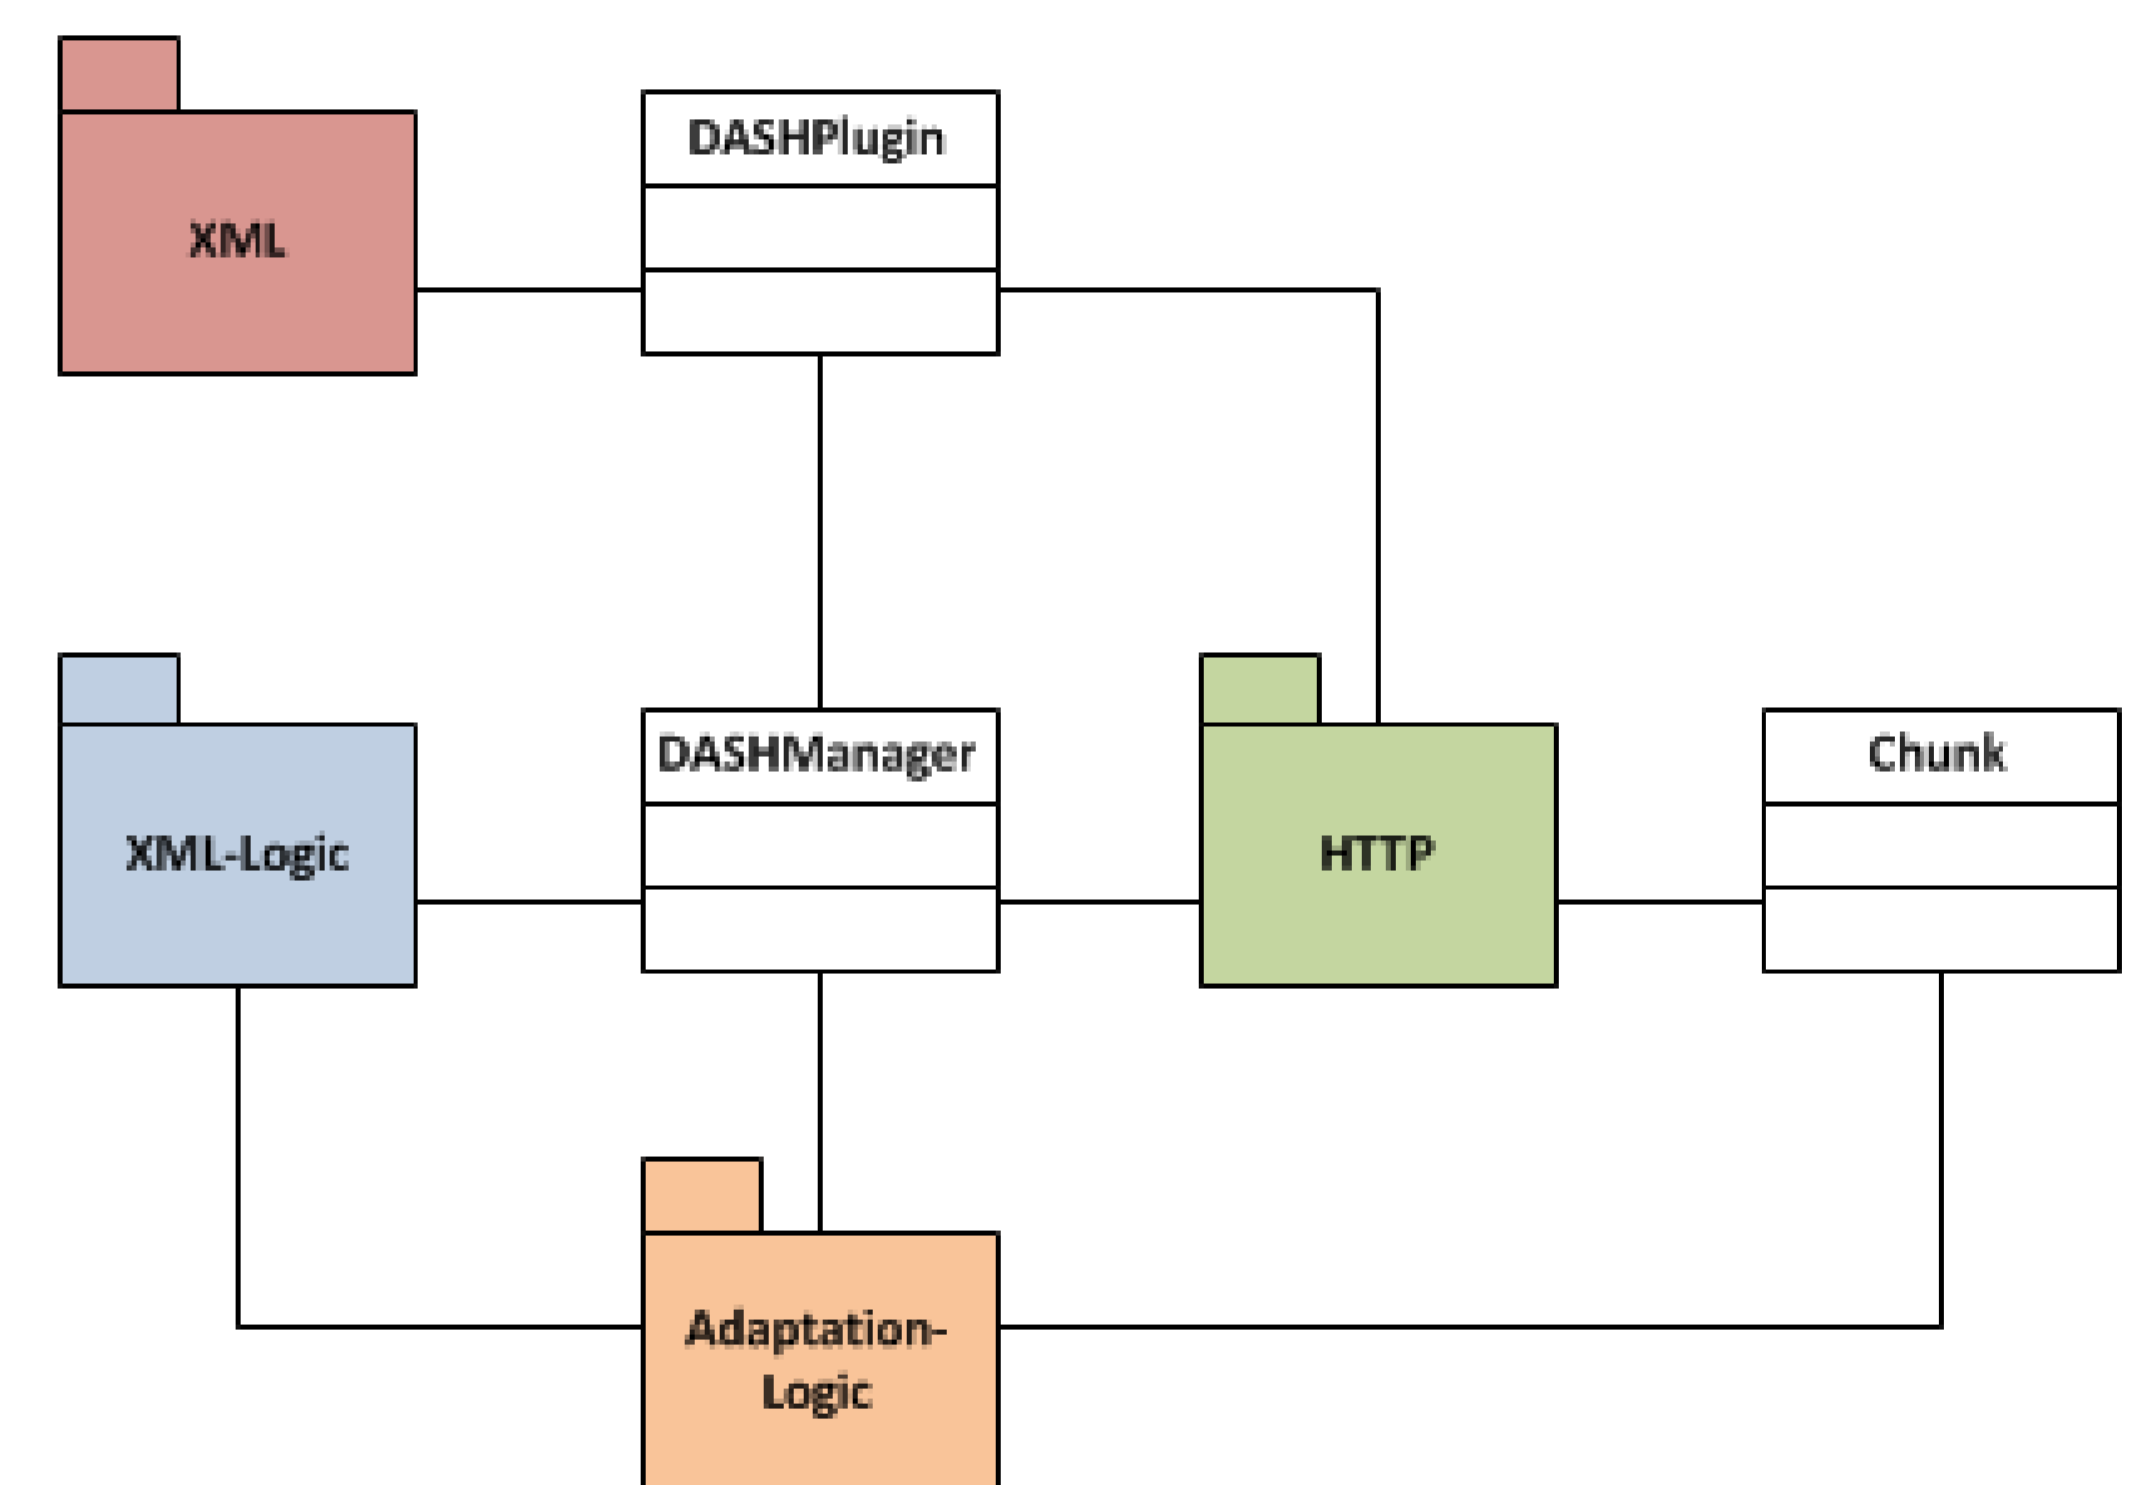 DASHPlugin
XML
DASHManager
Chunk
XML-Logic
HTTP
Adaptation-
Logic